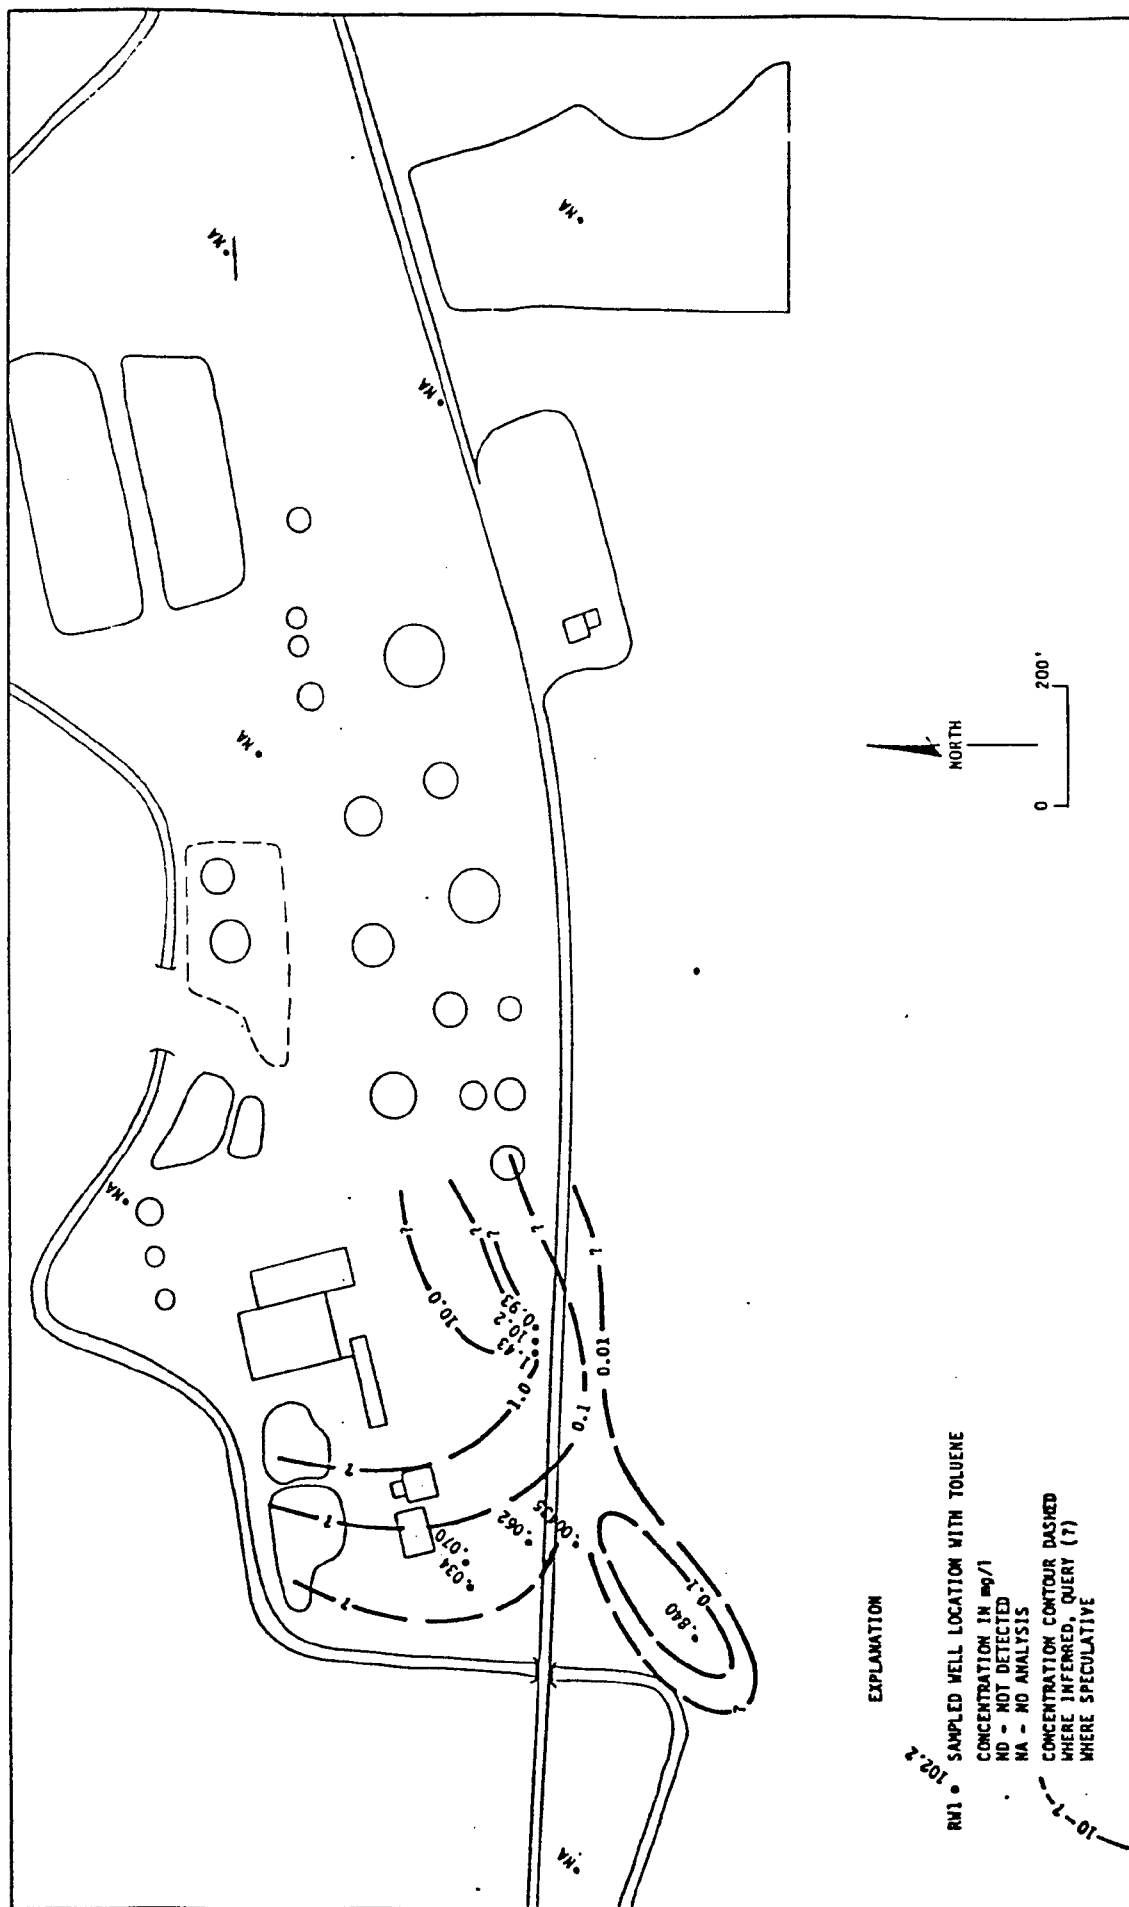 NA
NA
NA
NA
NA
NA
?
?
?
?
?
10.0
0.93
10.2
1.43
1.0
0.01
0.1
?
?
?
.062
.00435
.070
.034
0.1
.840
?
200'
0
NORTH
EXPLANATION
102.2
RW1 • SAMPLED WELL LOCATION WITH TOLUENE
CONCENTRATION IN mg/l
ND - NOT DETECTED
NA - NO ANALYSIS
10-?
CONCENTRATION CONTOUR DASHED
WHERE INFERRED, QUERY (?)
WHERE SPECULATIVE